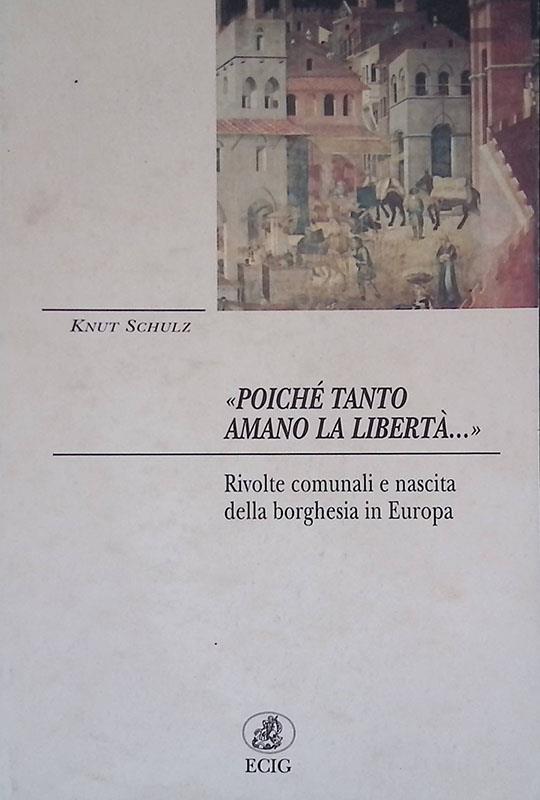 KNUT SCHULZ
«POICHÉ TANTO
AMANO LA LIBERTÀ...»
Rivolte comunali e nascita
della borghesia in Europa
ECIG